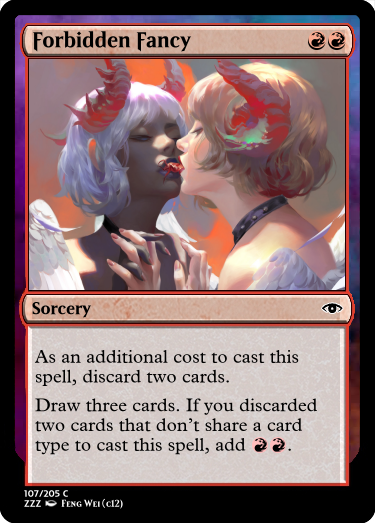 Forbidden Fancy
Sorcery
As an additional cost to cast this
spell, discard two cards.
Draw three cards. If you discarded
two cards that don't share a card
type to cast this spell, add .
107/205 C
ZZZ Feng Wei (c12)